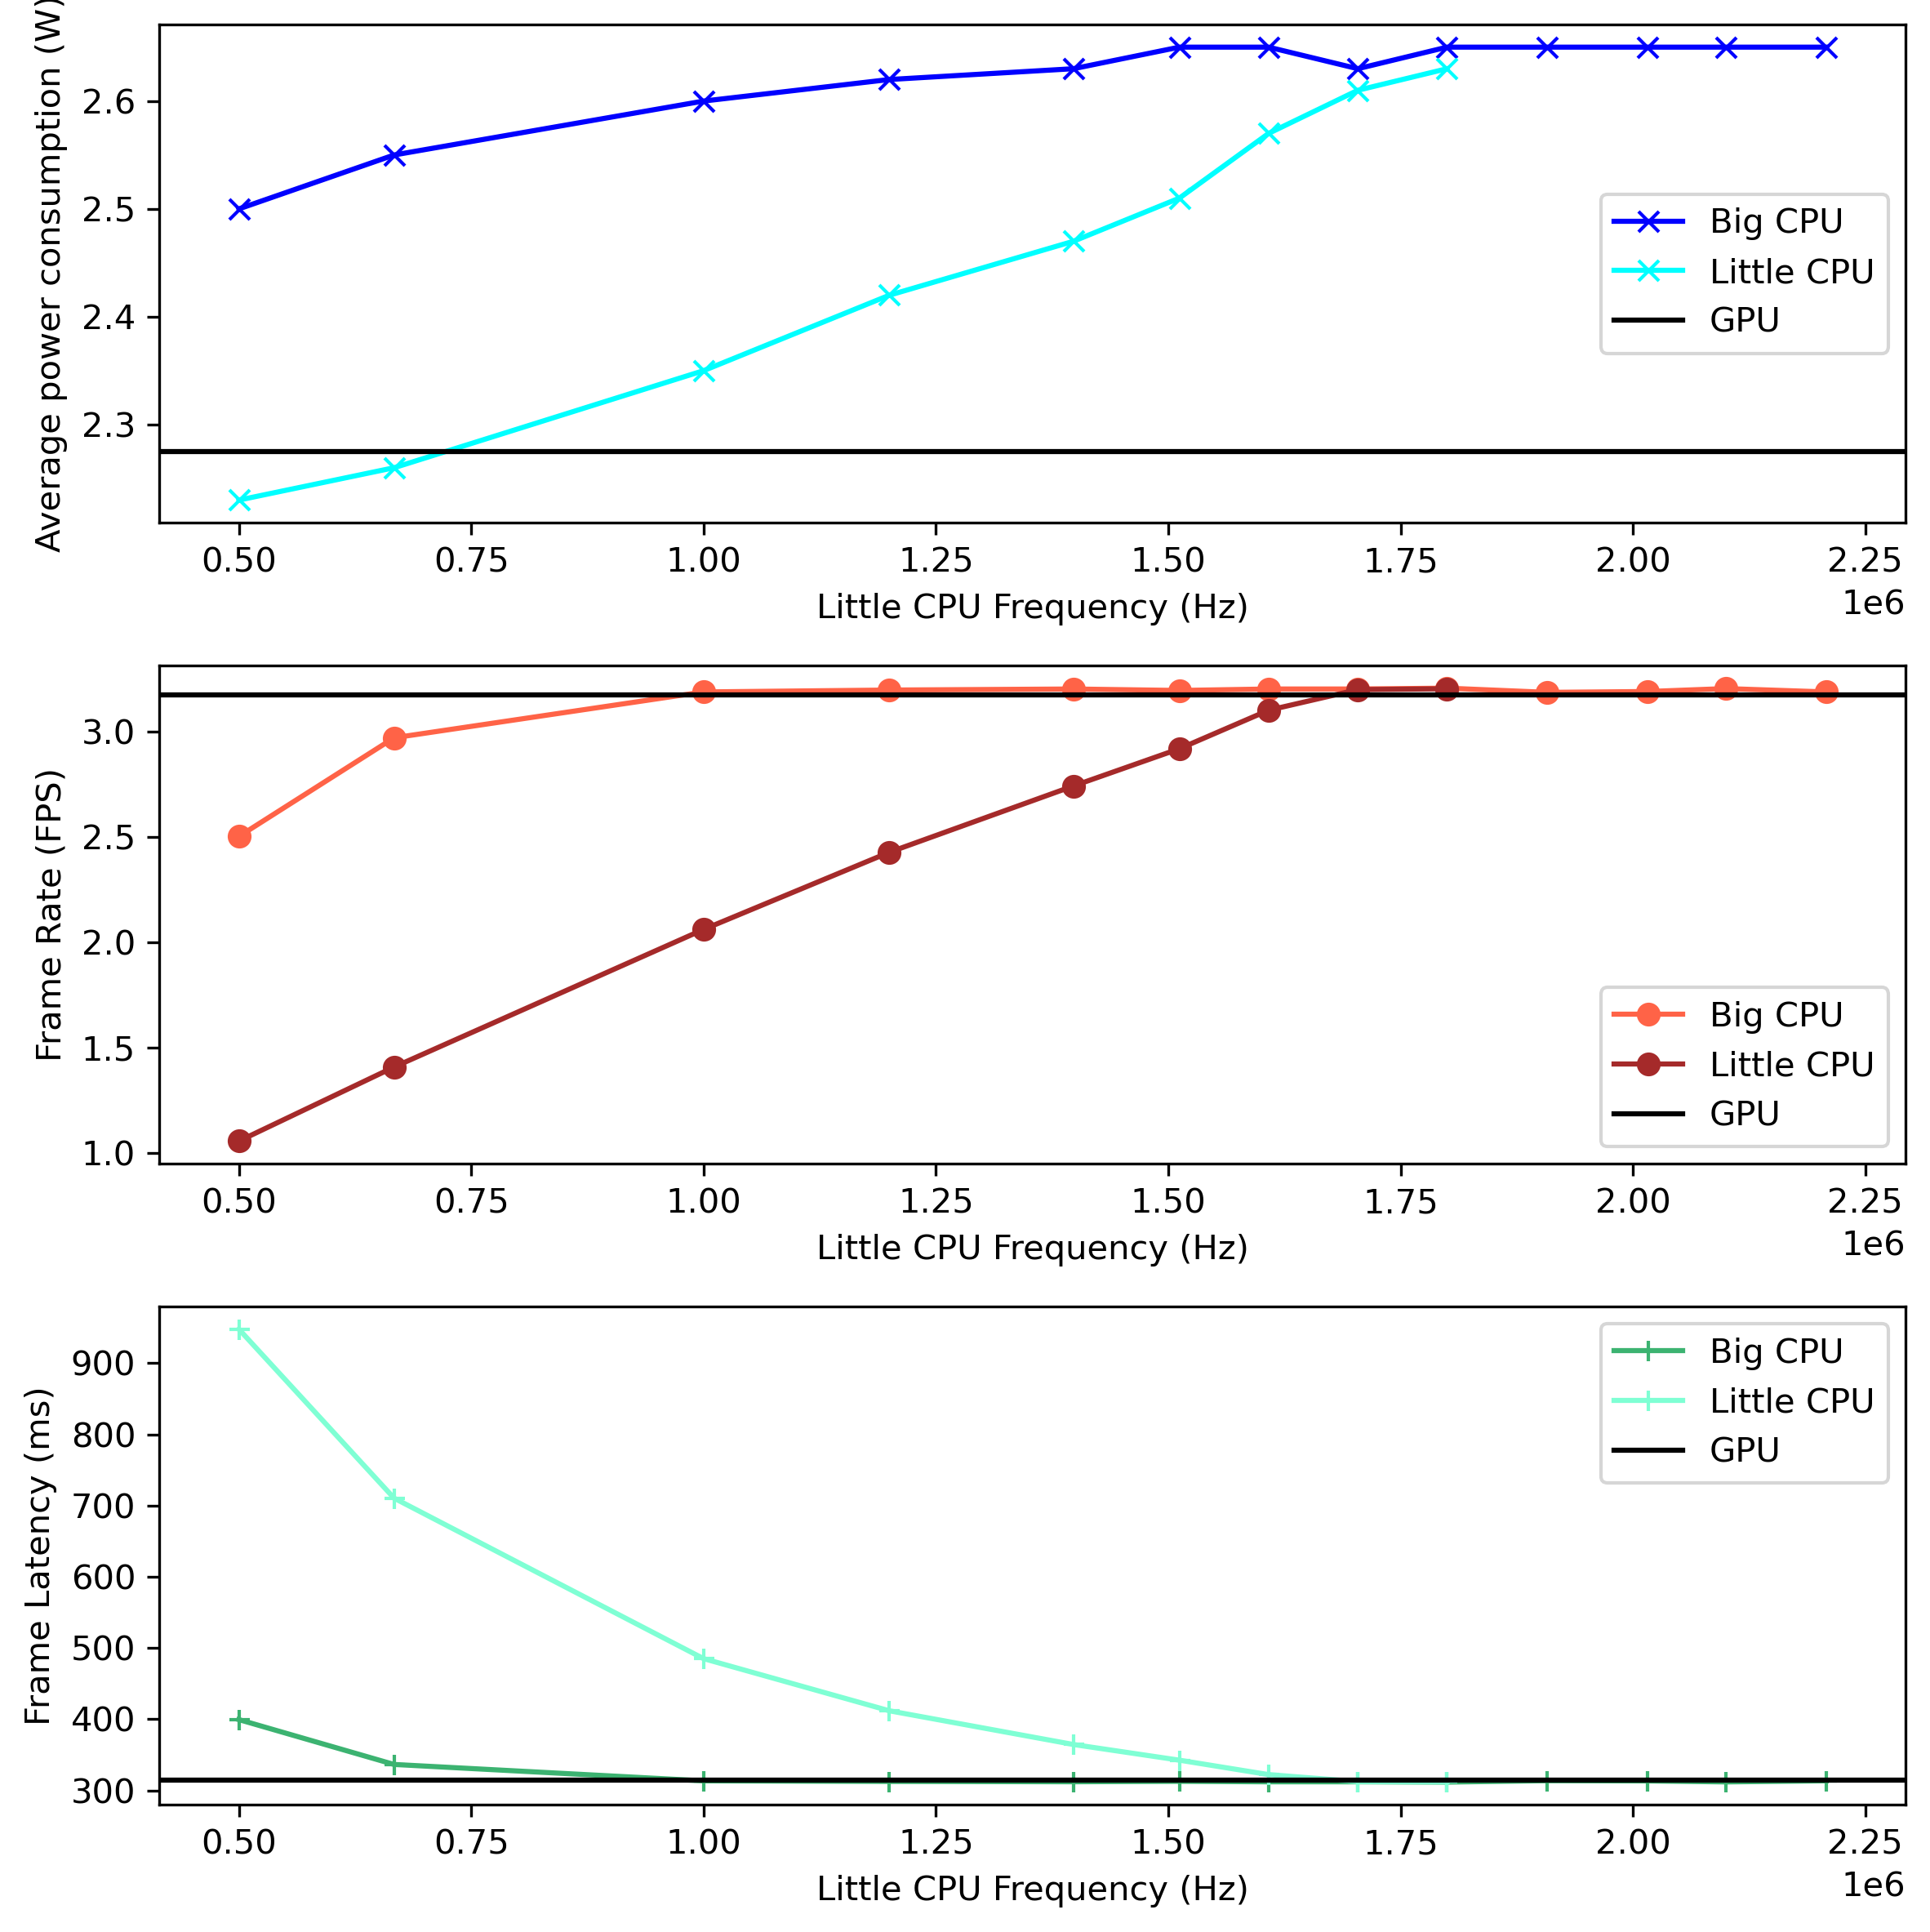 Average power consumption (W)
2.6
2.5
2.4
2.3
Big CPU
Little CPU
GPU
0.50 0.75 1.00 1.25 1.50 1.75 2.00 2.25
1e6
Little CPU Frequency (Hz)
Frame Rate (FPS)
3.0
2.5
2.0
1.5
1.0
Big CPU
Little CPU
GPU
0.50 0.75 1.00 1.25 1.50 1.75 2.00 2.25
1e6
Little CPU Frequency (Hz)
Frame Latency (ms)
900
800
700
600
500
400
300
Big CPU
Little CPU
GPU
0.50 0.75 1.00 1.25 1.50 1.75 2.00 2.25
1e6
Little CPU Frequency (Hz)